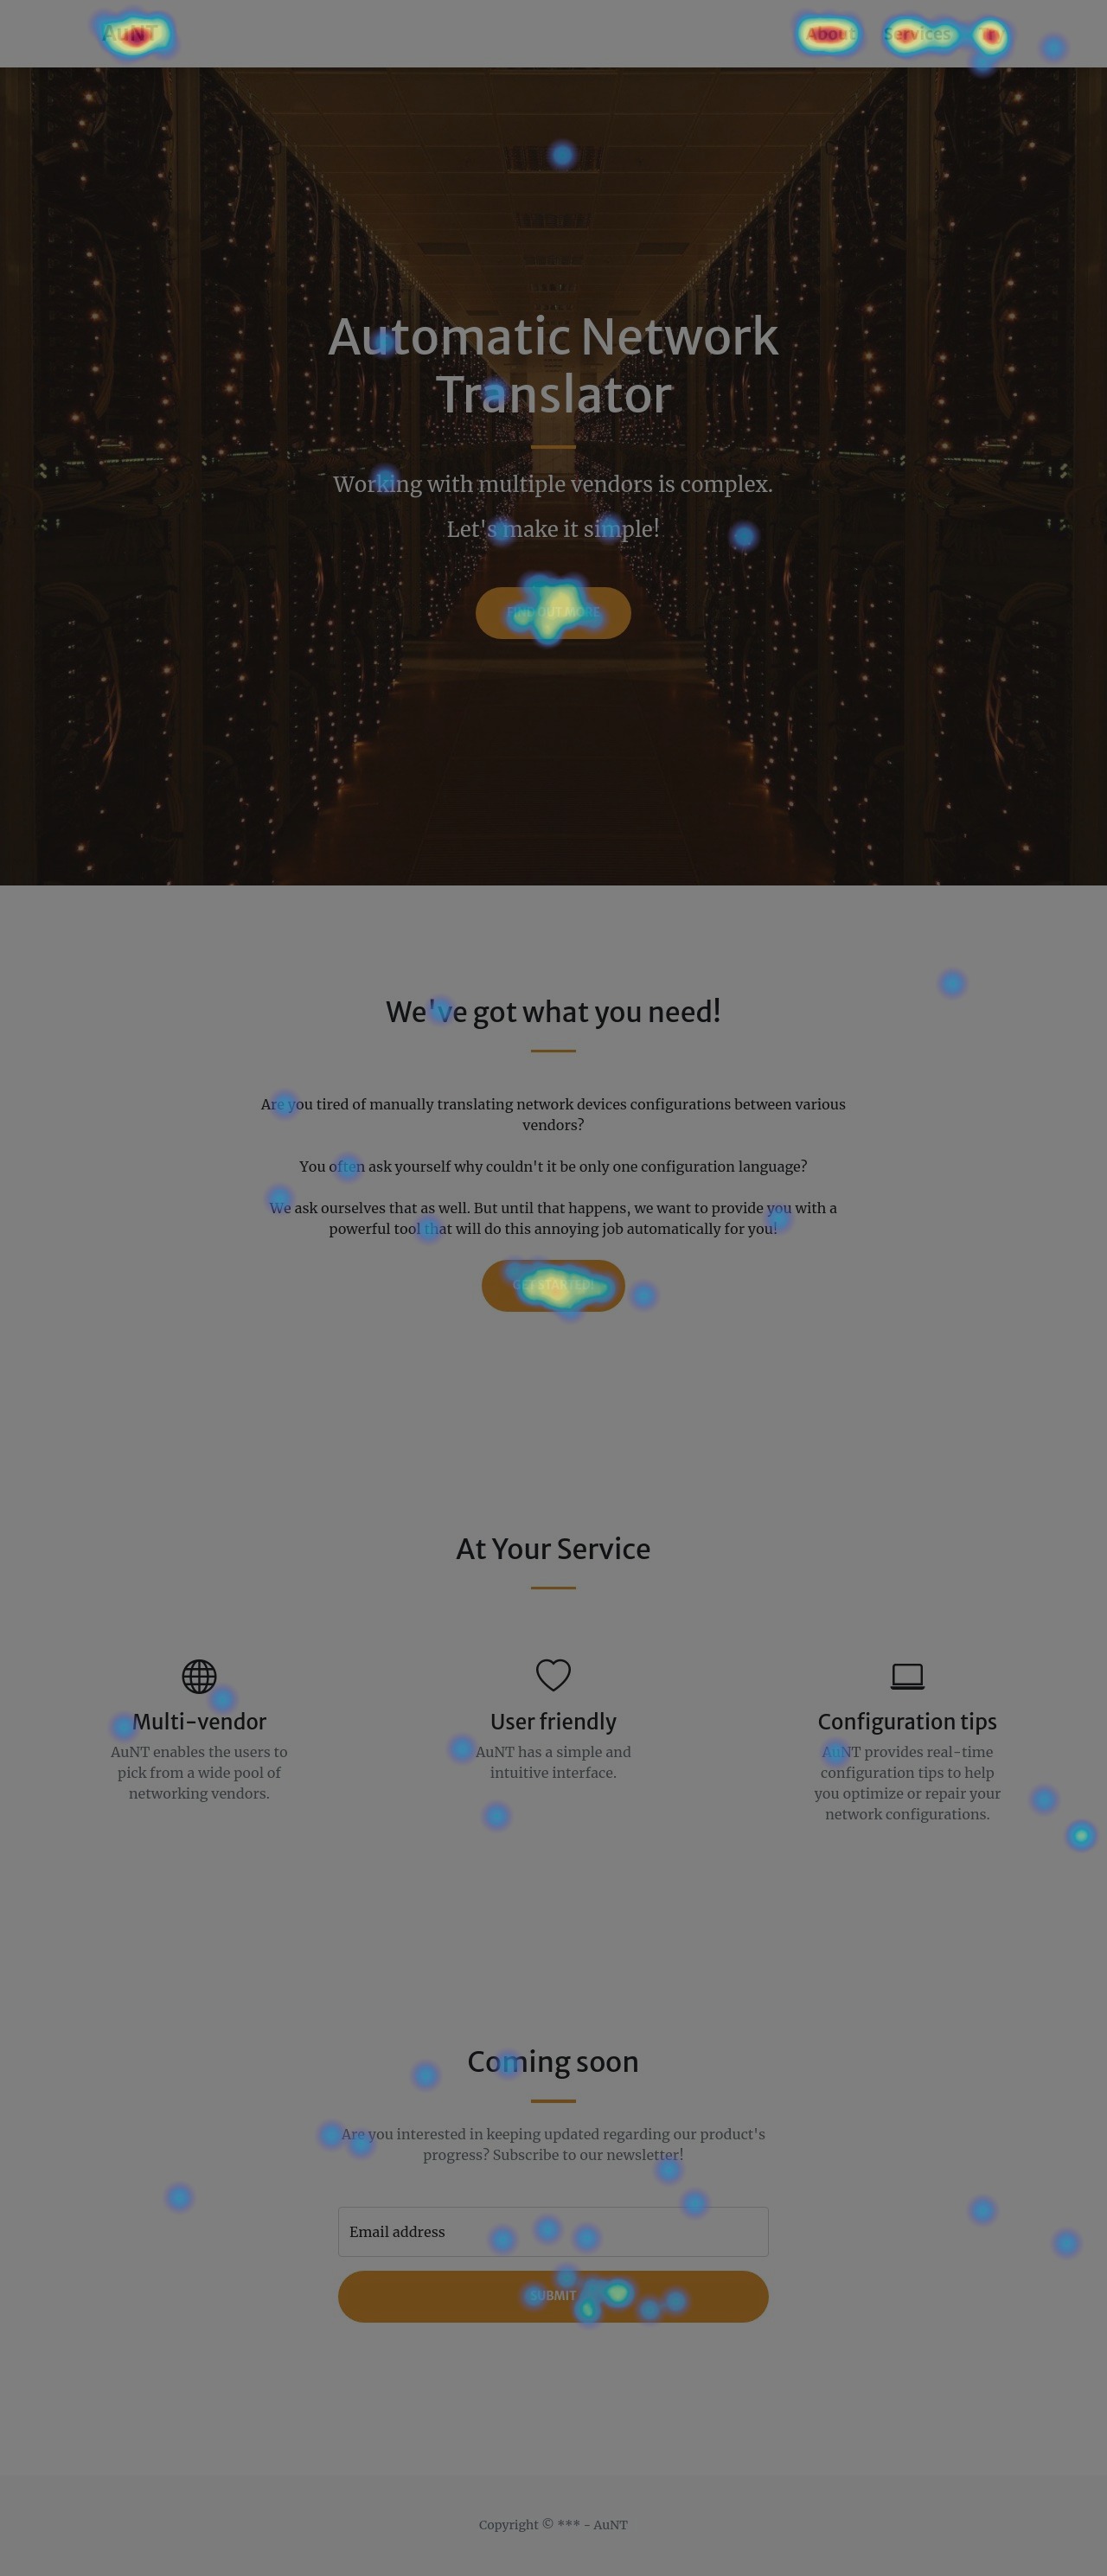 AuNT
About Services
Automatic Network
Translator
Working with multiple vendors is complex.
Let's make it simple!
FIND OUT MORE
We've got what you need!
Are you tired of manually translating network devices configurations between various
vendors?
You often ask yourself why couldn't it be only one configuration language?
We ask ourselves that as well. But until that happens, we want to provide you with a
powerful tool that will do this annoying job automatically for you!
GET STARTED!
At Your Service
Multi-vendor
AuNT enables the users to
pick from a wide pool of
networking vendors.
User friendly
AuNT has a simple and
intuitive interface.
Configuration tips
AuNT provides real-time
configuration tips to help
you optimize or repair your
network configurations.
Coming soon
Are you interested in keeping updated regarding our product's
progress? Subscribe to our newsletter!
Email address
SUBMIT
Copyright © *** - AuNT